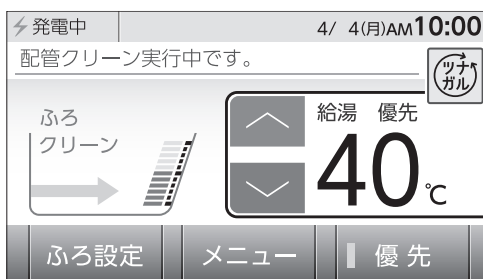 発電中
4/ 4(月)AM10:00
配管クリーン実行中です。
ツナ
ガル
ふろ
クリーン
給湯 優先
40℃
ふろ設定
メニュー
優先